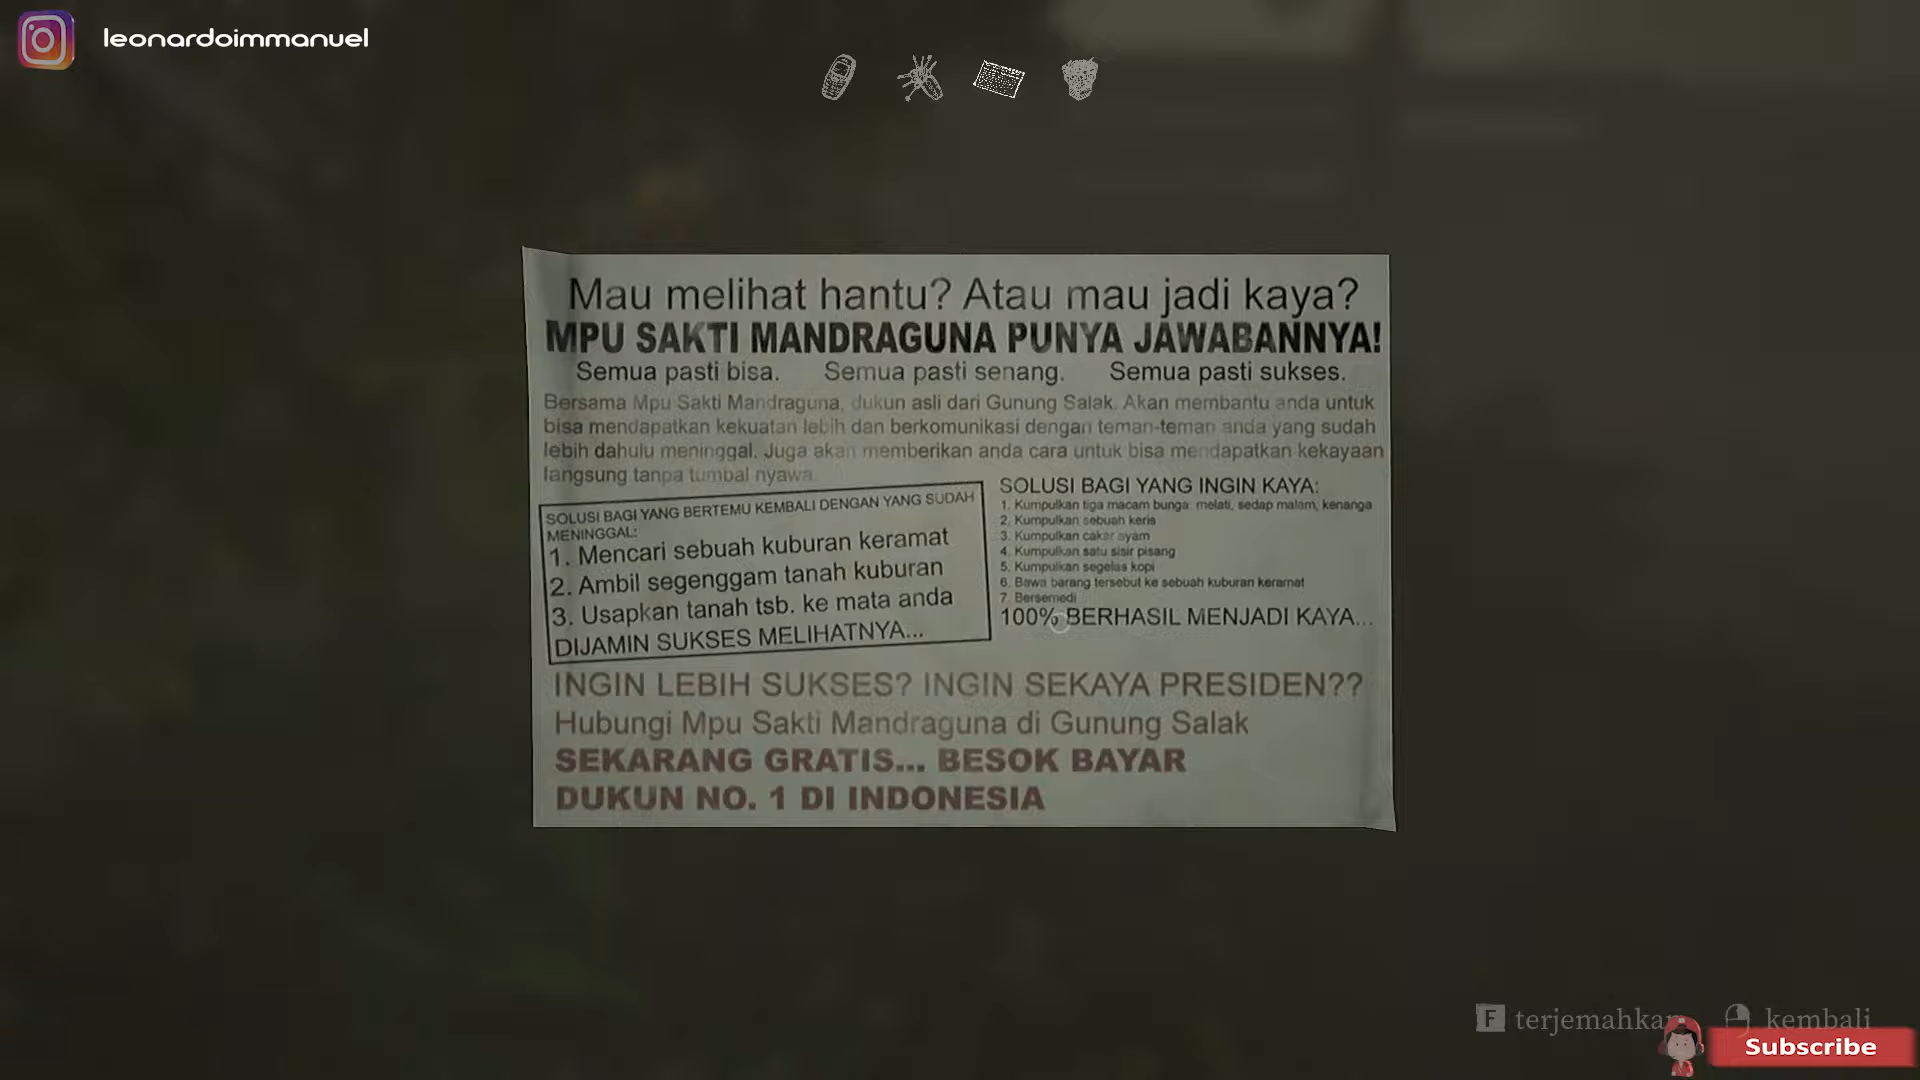 leonardoimmanuel
Mau melihat hantu? Atau mau jadi kaya?
MPU SAKTI MANDRAGUNA PUNYA JAWABANNYA!
Semua pasti bisa. Semua pasti senang. Semua pasti sukses.
Bersama Mpu Sakti Mandraguna, dukun asli dari Gunung Salak. Akan membantu anda untuk
bisa mendapatkan kekuatan lebih dan berkomunikasi dengan teman-teman anda yang sudah
lebih dahulu meninggal. Juga akan memberikan anda cara untuk bisa mendapatkan kekayaan
langsung tanpa tumbal nyawa
SOLUSI BAGI YANG BERTEMU KEMBALI DENGAN YANG SUDAH
MENINGGAL:
1. Mencari sebuah kuburan keramat
2. Ambil segenggam tanah kuburan
3. Usapkan tanah tsb. ke mata anda
DIJAMIN SUKSES MELIHATNYA...
SOLUSI BAGI YANG INGIN KAYA:
1. Kumpulkan tiga macam bunga: melati, sedap malam, kenanga
2. Kumpulkan sebuah keris
3. Kumpulkan cakar ayam
4. Kumpulkan satu sisir pisang
5. Kumpulkan segelas kopi
6. Bawa barang tersebut ke sebuah kuburan keramat
7. Bersemedi
100% BERHASIL MENJADI KAYA...
INGIN LEBIH SUKSES? INGIN SEKAYA PRESIDEN??
Hubungi Mpu Sakti Mandraguna di Gunung Salak
SEKARANG GRATIS... BESOK BAYAR
DUKUN NO. 1 DI INDONESIA
F terjemahkan kembali
Subscribe